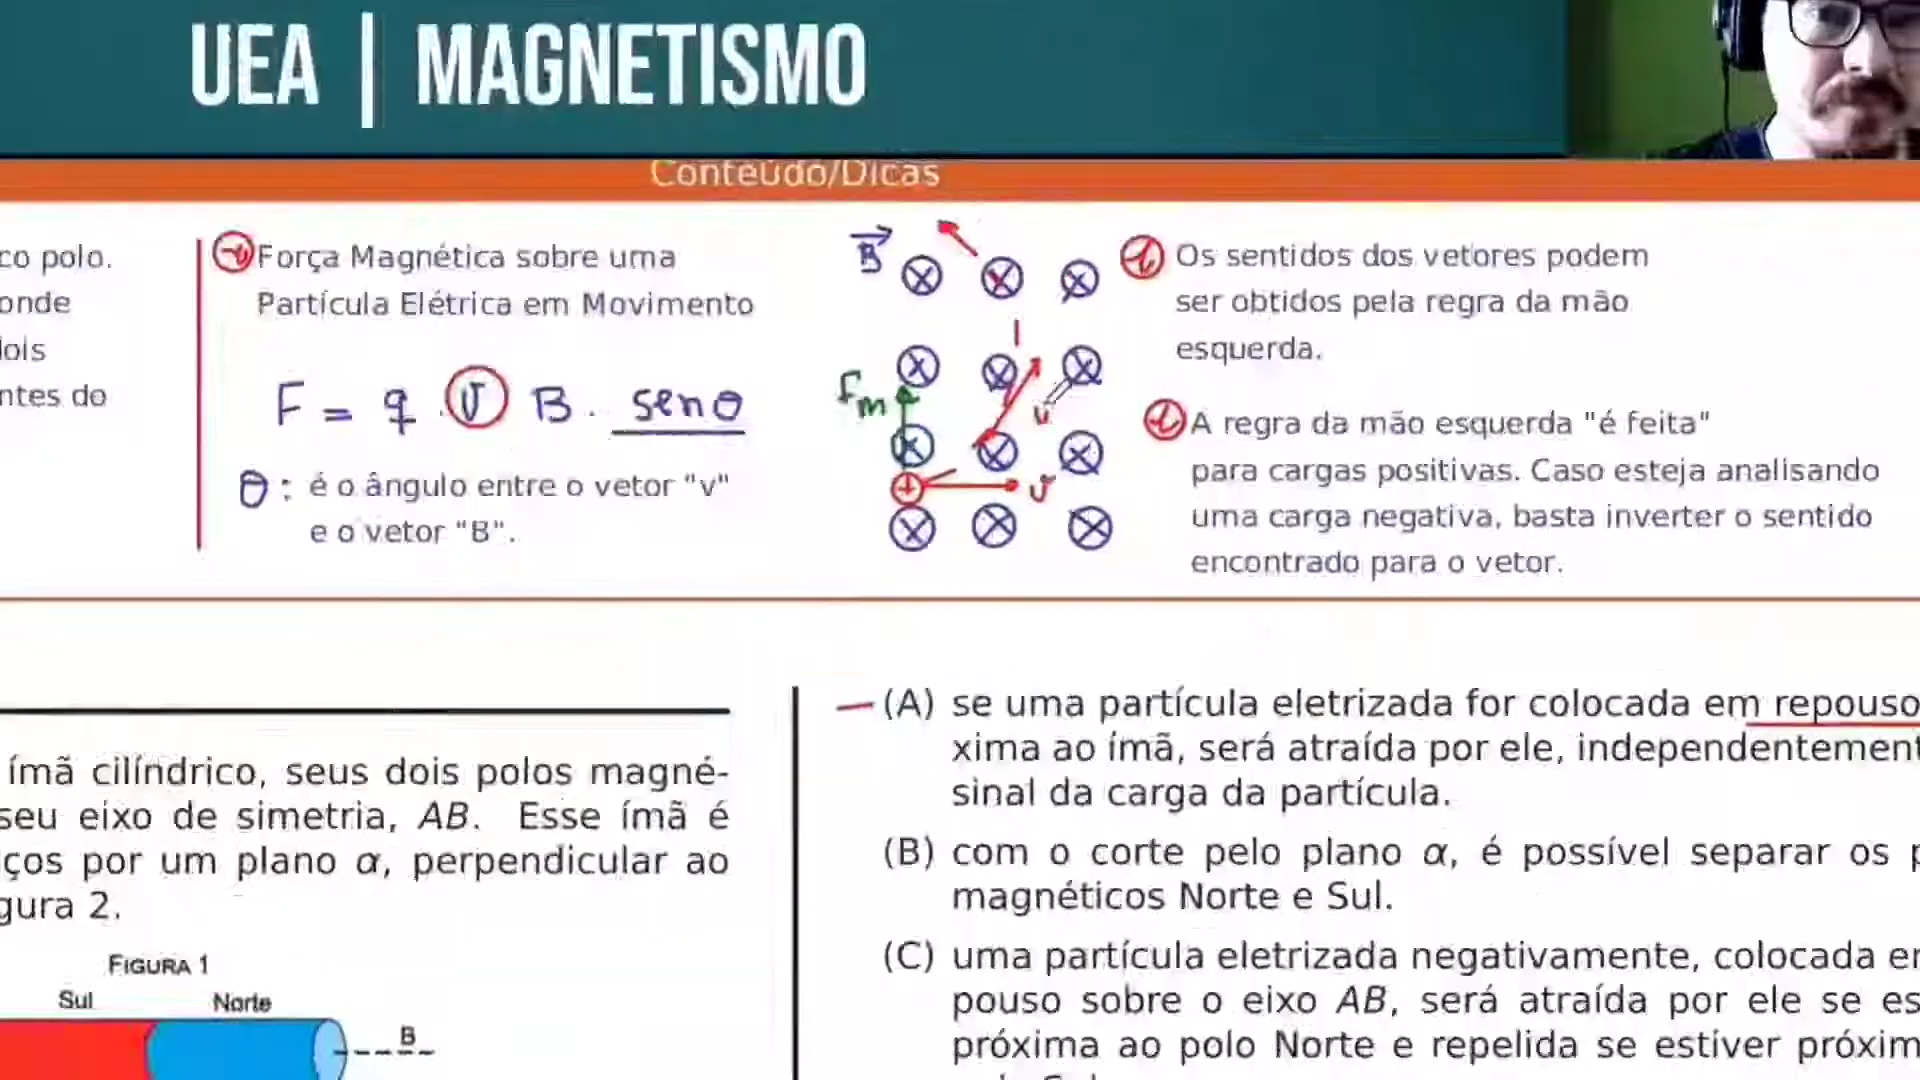 UEA | MAGNETISMO
Conteúdo/Dicas
co polo.
onde
dois
ntes do
Força Magnética sobre uma
Partícula Elétrica em Movimento
F = q . v B . senθ
θ : é o ângulo entre o vetor "v"
e o vetor "B".
B
Fm
v
v
Os sentidos dos vetores podem
ser obtidos pela regra da mão
esquerda.
A regra da mão esquerda "é feita"
para cargas positivas. Caso esteja analisando
uma carga negativa, basta inverter o sentido
encontrado para o vetor.
ímã cilíndrico, seus dois polos magné-
seu eixo de simetria, AB. Esse ímã é
ços por um plano α, perpendicular ao
gura 2.
FIGURA 1
Sul Norte
B
(A) se uma partícula eletrizada for colocada em repouso
xima ao ímã, será atraída por ele, independentement
sinal da carga da partícula.
(B) com o corte pelo plano α, é possível separar os p
magnéticos Norte e Sul.
(C) uma partícula eletrizada negativamente, colocada er
pouso sobre o eixo AB, será atraída por ele se es
próxima ao polo Norte e repelida se estiver próxim